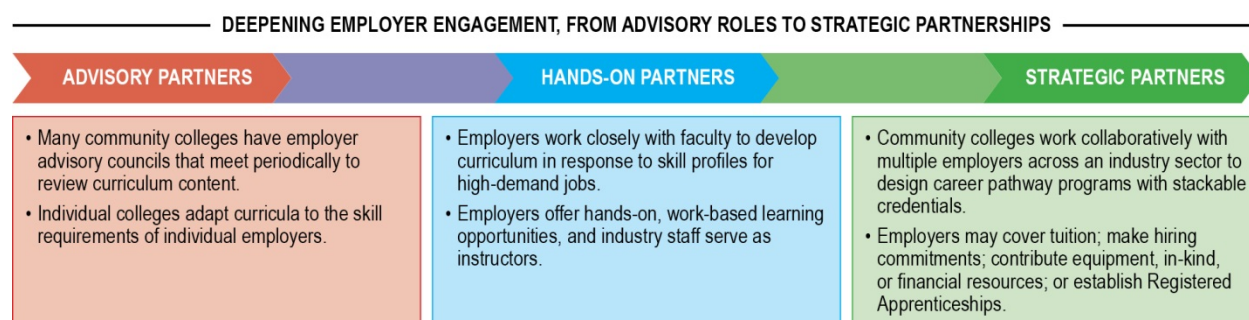 DEEPENING EMPLOYER ENGAGEMENT, FROM ADVISORY ROLES TO STRATEGIC PARTNERSHIPS
ADVISORY PARTNERS
• Many community colleges have employer
advisory councils that meet periodically to
review curriculum content.
• Individual colleges adapt curricula to the skill
requirements of individual employers.
HANDS-ON PARTNERS
• Employers work closely with faculty to develop
curriculum in response to skill profiles for
high-demand jobs.
• Employers offer hands-on, work-based learning
opportunities, and industry staff serve as
instructors.
STRATEGIC PARTNERS
• Community colleges work collaboratively with
multiple employers across an industry sector to
design career pathway programs with stackable
credentials.
• Employers may cover tuition; make hiring
commitments; contribute equipment, in-kind,
or financial resources; or establish Registered
Apprenticeships.